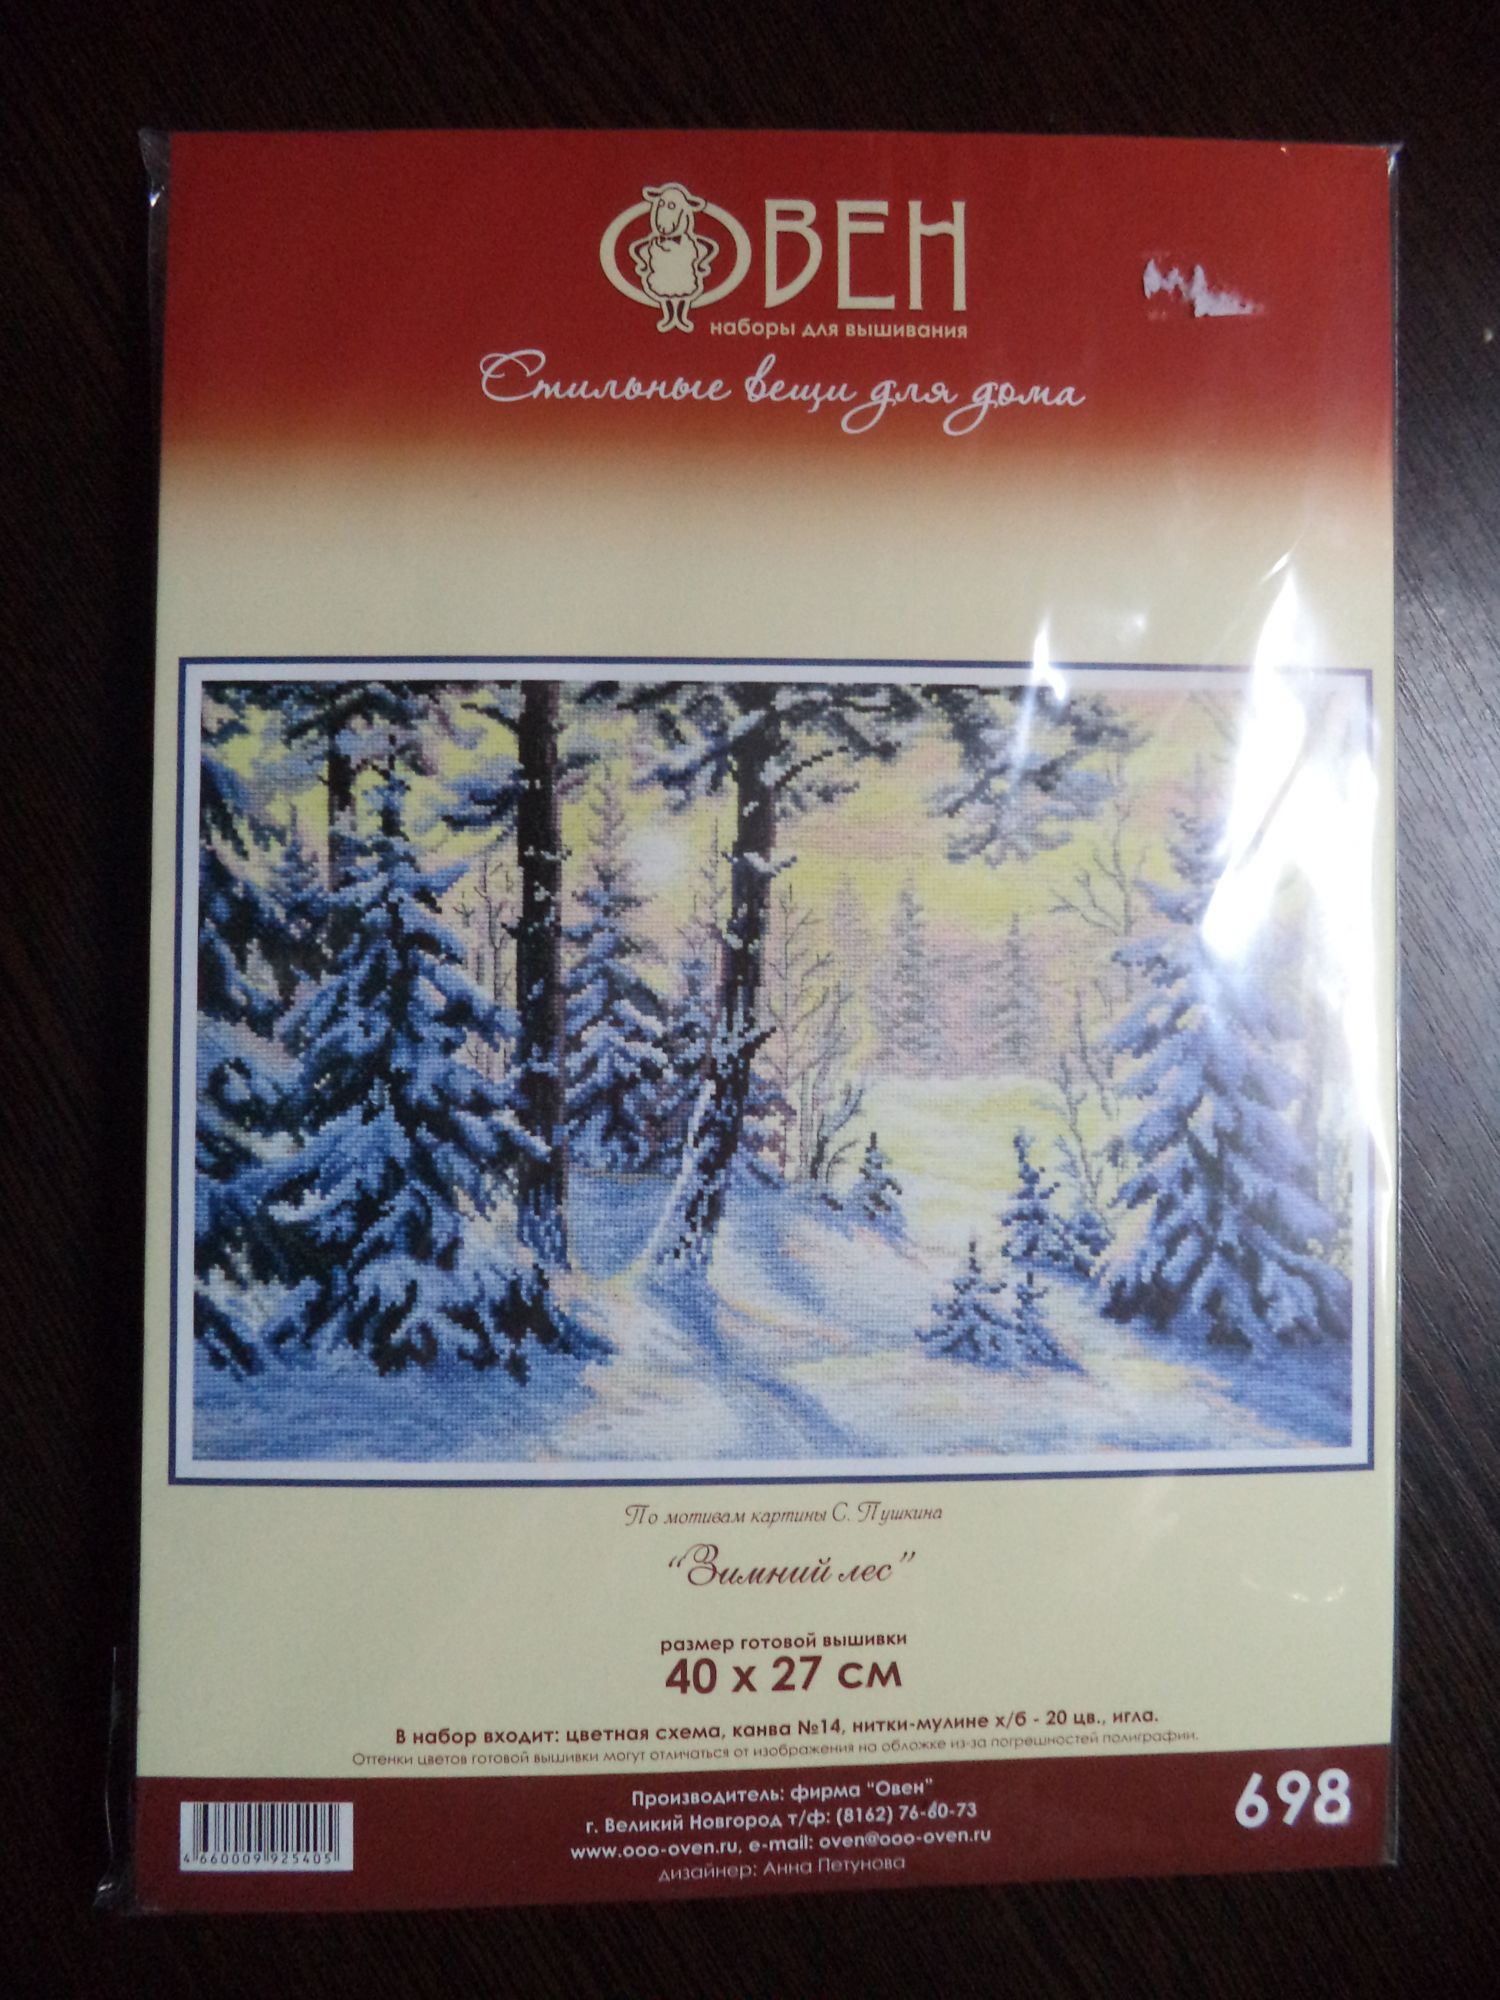 ОВЕН
наборы для вышивания
Стильные вещи для дома
По мотивам картины С. Пушкина
“Зимний лес”
размер готовой вышивки
40 х 27 см
В набор входит: цветная схема, канва №14, нитки-мулине х/б - 20 цв., игла.
Оттенки цветов готовой вышивки могут отличаться от изображения на обложке из-за погрешностей полиграфии.
Производитель: фирма “Овен”
г. Великий Новгород т/ф: (8162) 76-60-73
www.ooo-oven.ru, e-mail: oven@ooo-oven.ru
дизайнер: Анна Петунова
698
4 660009 925405